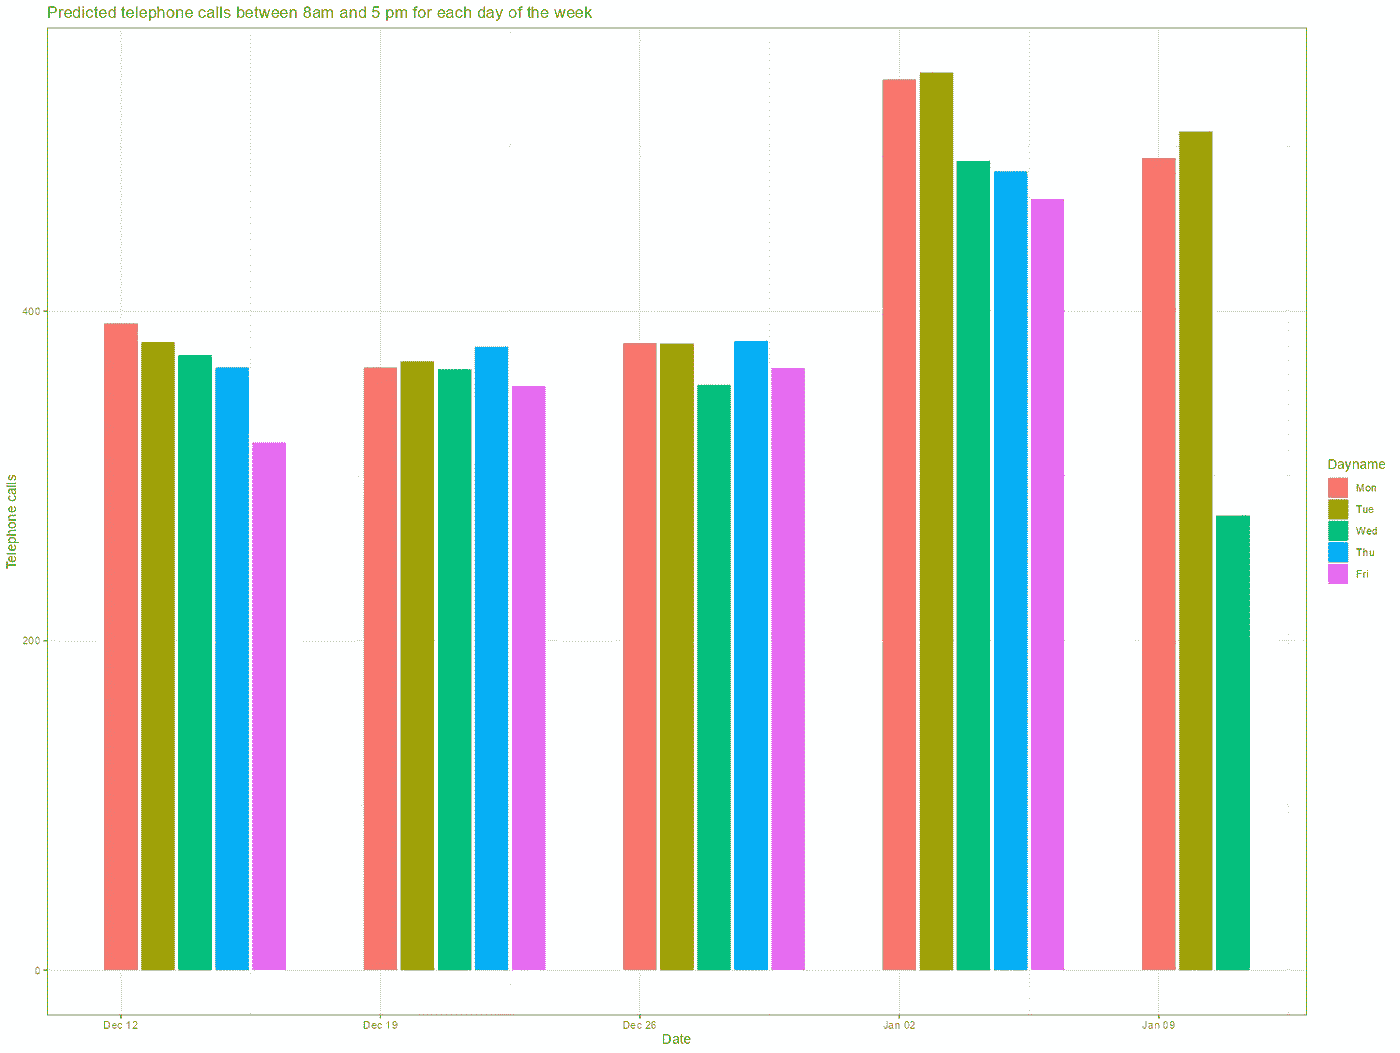 Predicted telephone calls between 8am and 5 pm for each day of the week
Telephone calls
400
200
0
Dec 12
Dec 19
Dec 26
Jan 02
Jan 09
Date
Dayname
Mon
Tue
Wed
Thu
Fri